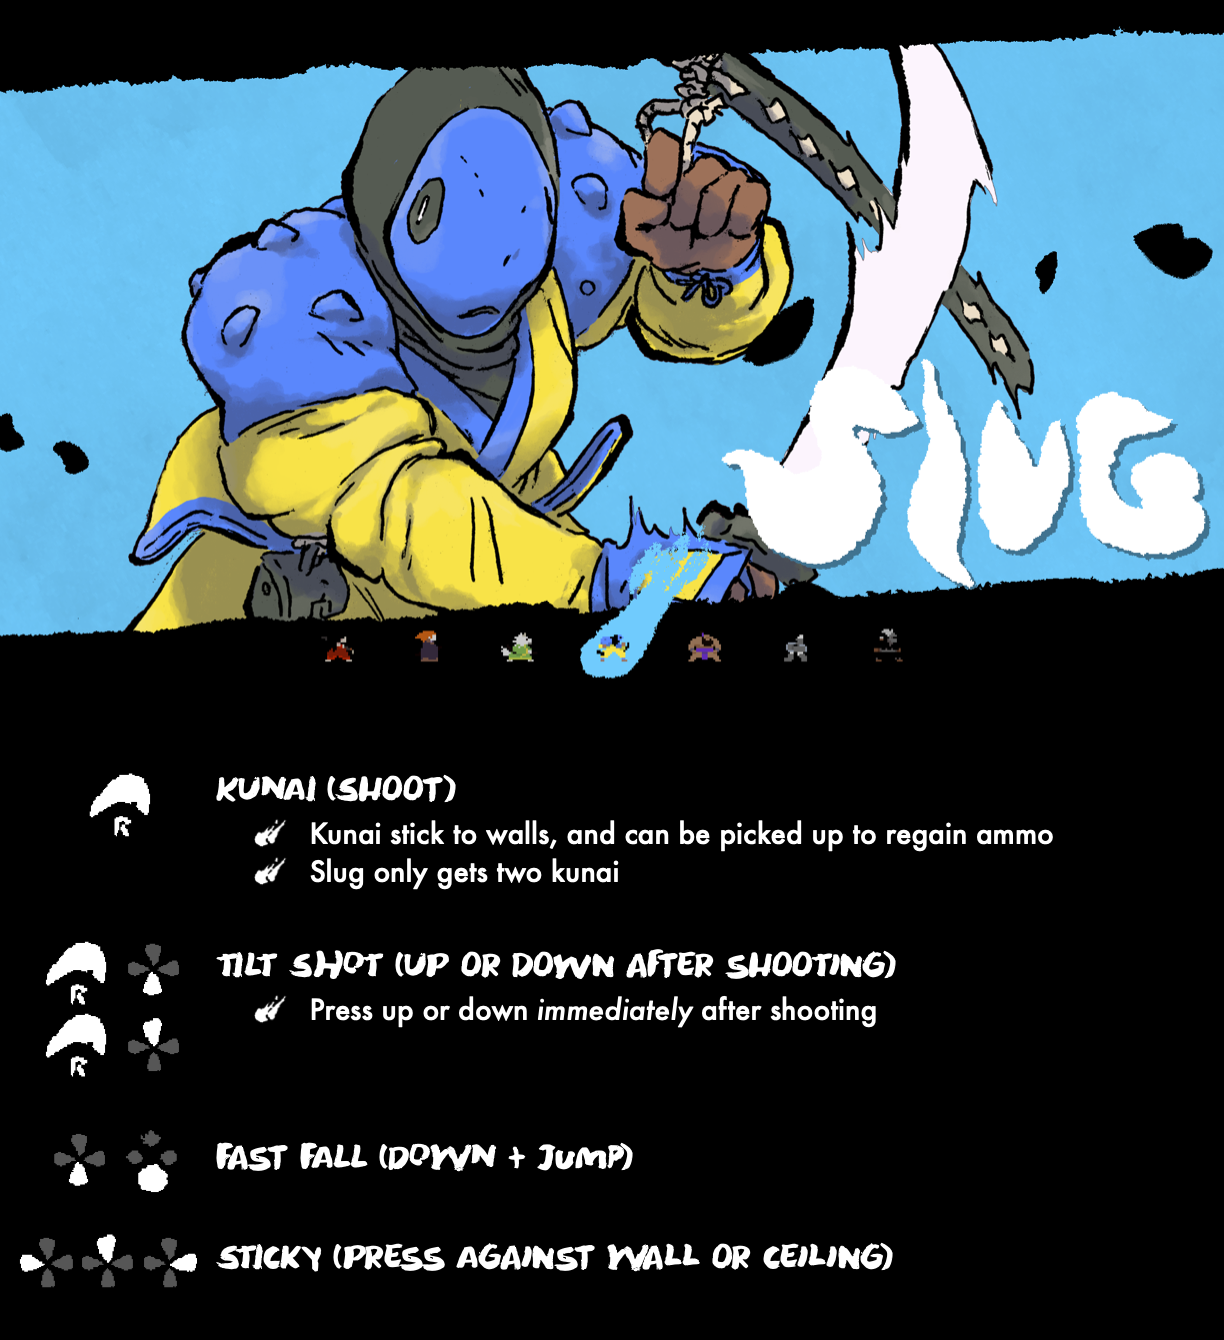 SLUG
KUNAI (SHOOT)
Kunai stick to walls, and can be picked up to regain ammo
Slug only gets two kunai
R
TILT SHOT (UP OR DOWN AFTER SHOOTING)
R
Press up or down immediately after shooting
R
FAST FALL (DOWN + JUMP)
STICKY (PRESS AGAINST WALL OR CEILING)